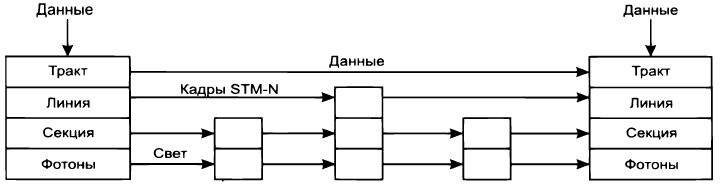 Данные
Данные
Тракт
Данные
Тракт
Линия
Кадры STM-N
Линия
Секция
Секция
Фотоны
Свет
Фотоны